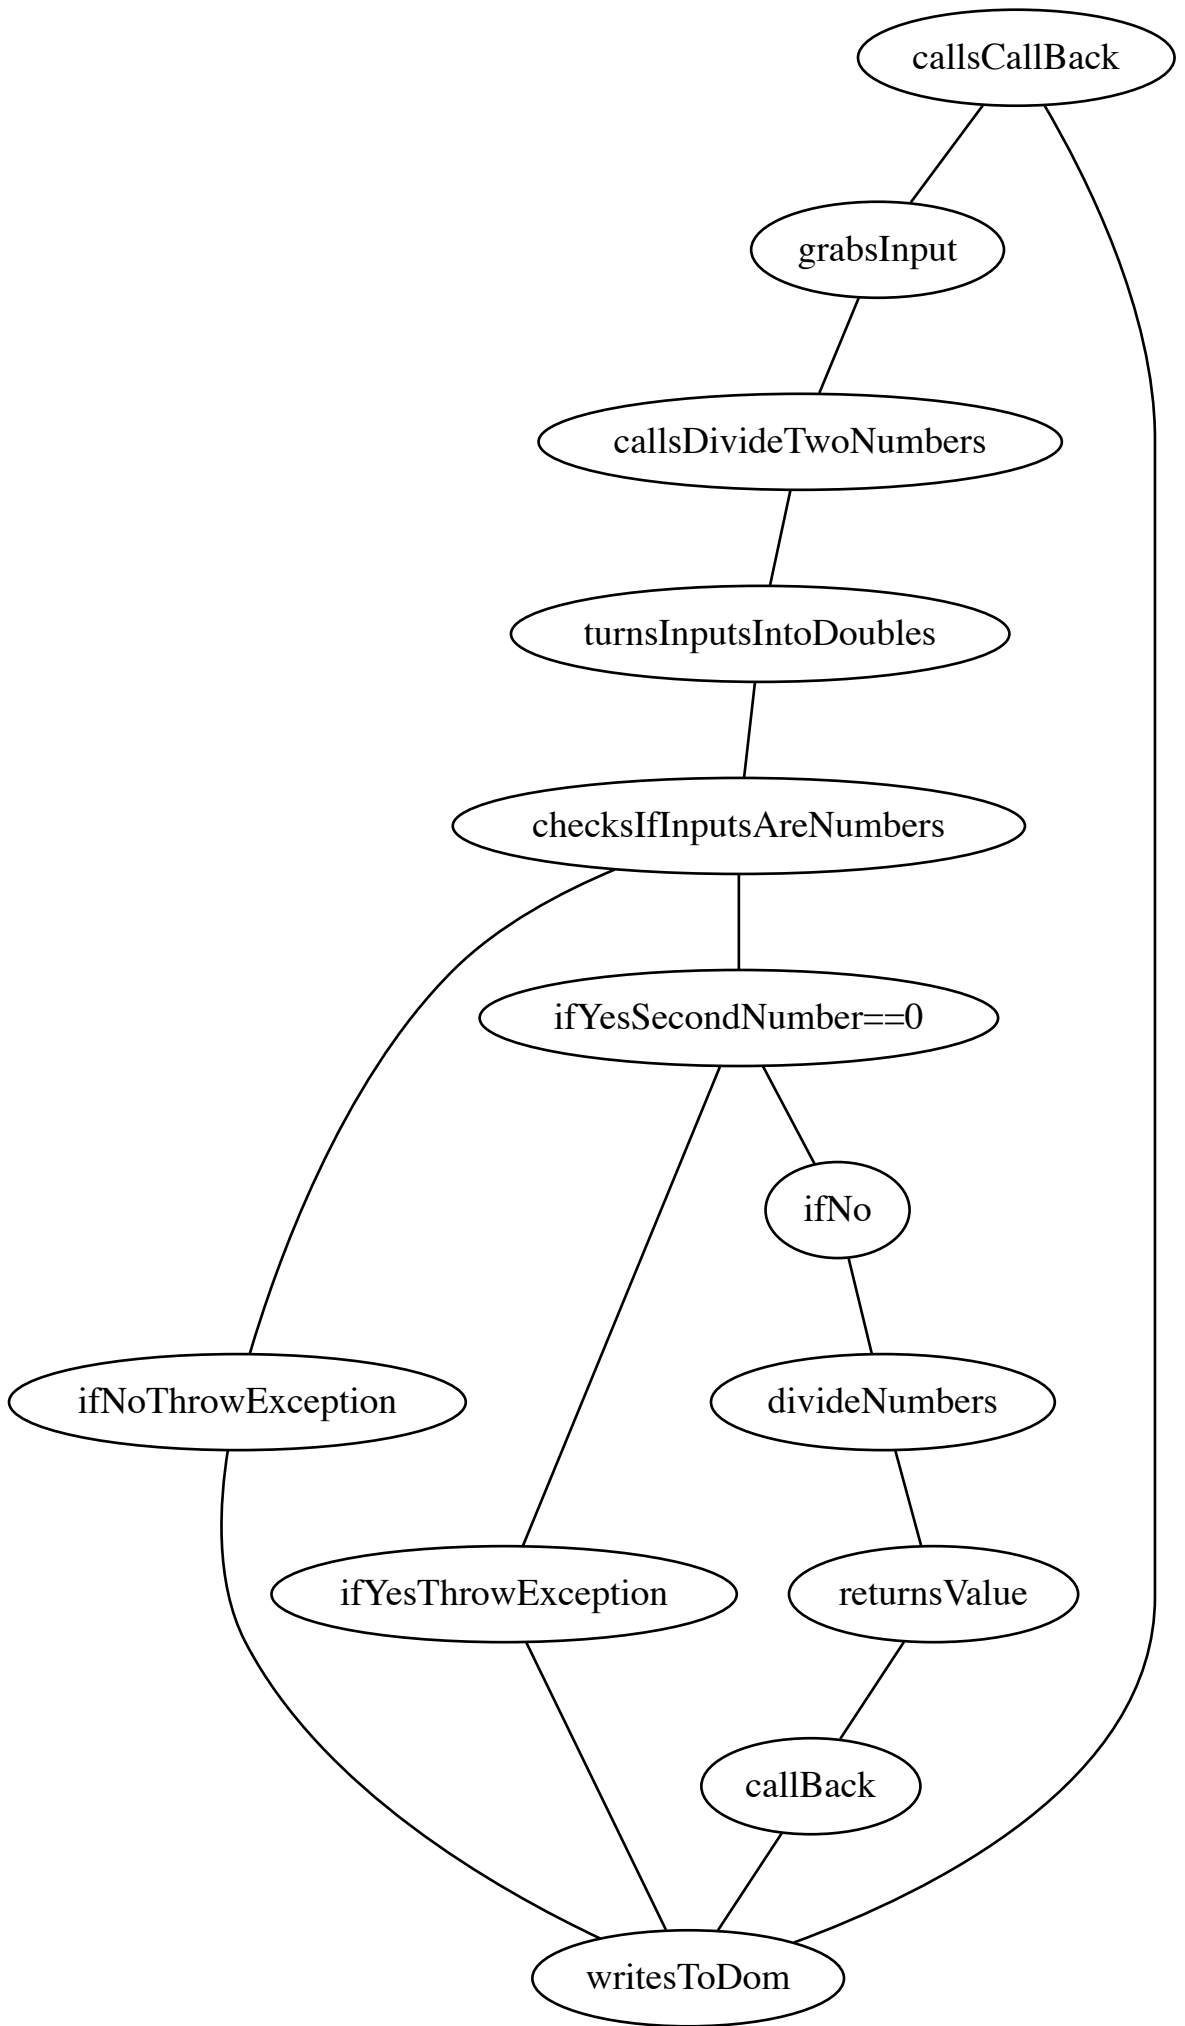 callsCallBack
grabsInput
callsDivideTwoNumbers
turnsInputsIntoDoubles
checksIfInputsAreNumbers
ifYesSecondNumber==0
ifNo
ifNoThrowException
divideNumbers
ifYesThrowException
returnsValue
callBack
writesToDom